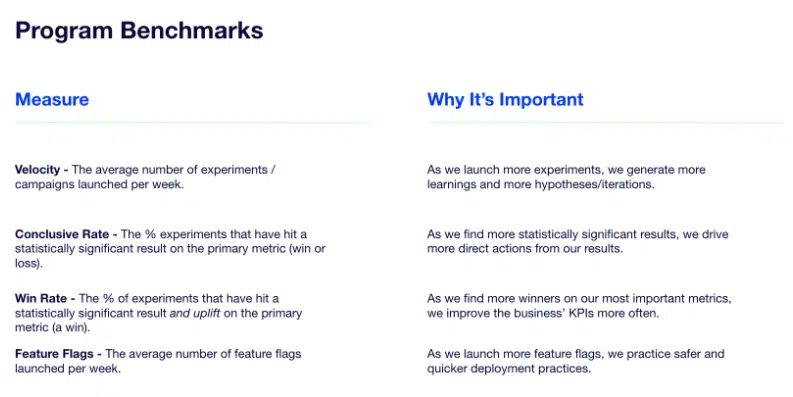 Program Benchmarks
Measure
Why It's Important
Velocity - The average number of experiments /
campaigns launched per week.
As we launch more experiments, we generate more
learnings and more hypotheses/iterations.
Conclusive Rate - The % experiments that have hit a
statistically significant result on the primary metric (win or
loss).
As we find more statistically significant results, we drive
more direct actions from our results.
Win Rate - The % of experiments that have hit a
statistically significant result and uplift on the primary
metric (a win).
As we find more winners on our most important metrics,
we improve the business' KPIs more often.
Feature Flags - The average number of feature flags
launched per week.
As we launch more feature flags, we practice safer and
quicker deployment practices.